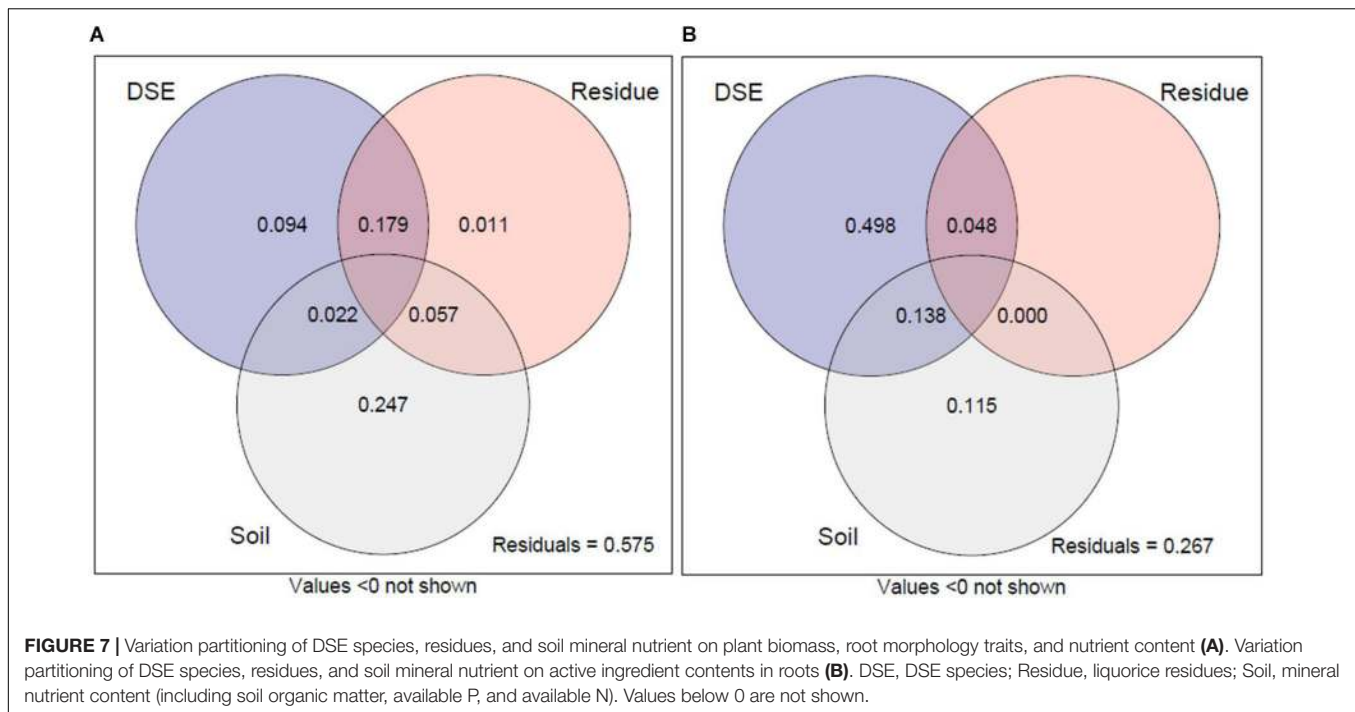 A
DSE
Residue
0.094
0.179
0.011
0.022
0.057
0.247
Soil
Residuals = 0.575
Values <0 not shown
B
DSE
Residue
0.498
0.048
0.138
0.000
0.115
Soil
Residuals = 0.267
Values <0 not shown
FIGURE 7 | Variation partitioning of DSE species, residues, and soil mineral nutrient on plant biomass, root morphology traits, and nutrient content (A). Variation
partitioning of DSE species, residues, and soil mineral nutrient on active ingredient contents in roots (B). DSE, DSE species; Residue, liquorice residues; Soil, mineral
nutrient content (including soil organic matter, available P, and available N). Values below 0 are not shown.